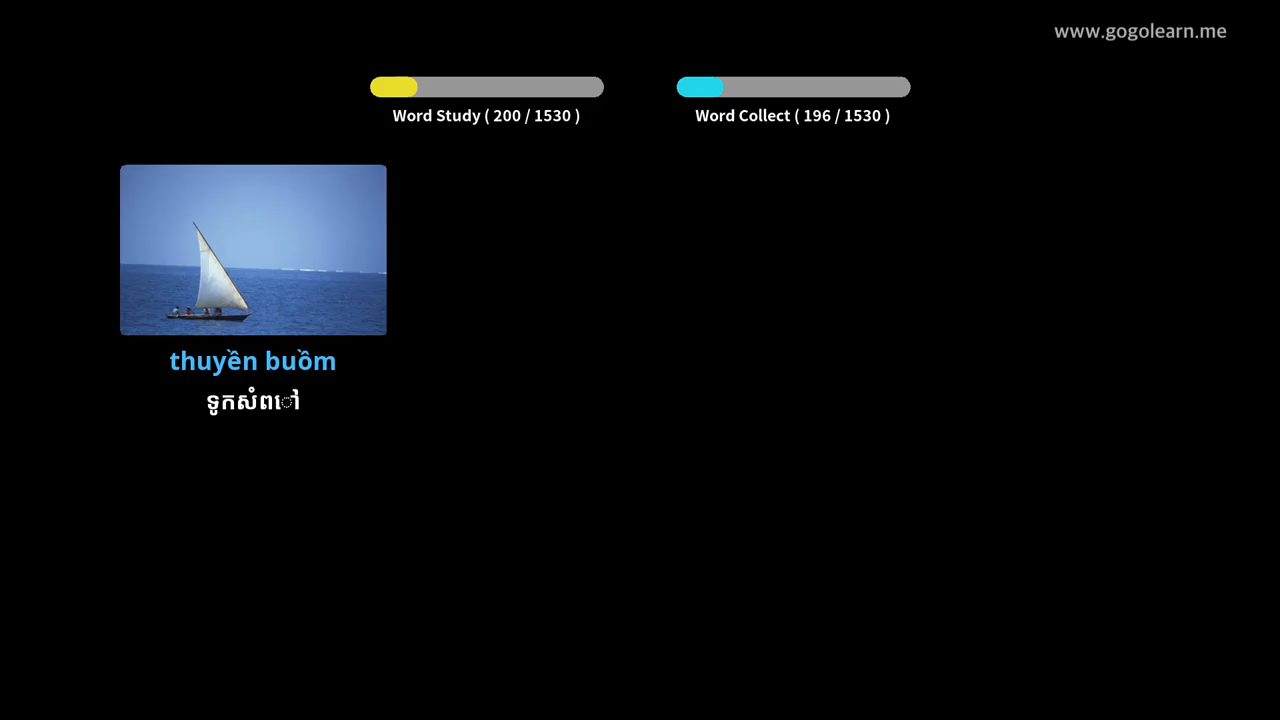 www.gogolearn.me
Word Study ( 200 / 1530 )
Word Collect ( 196 / 1530 )
thuyền buồm
ទូកសំពៅ